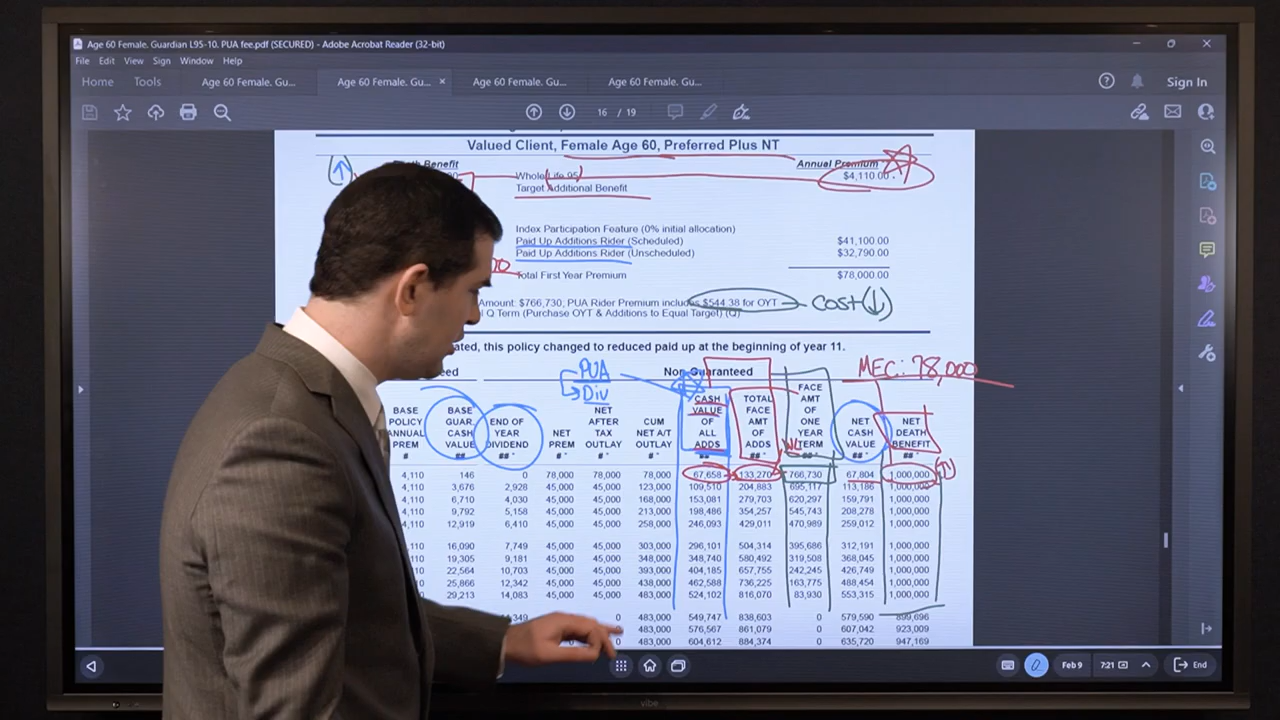 Age 60 Female. Guardian L95-10. PUA fee.pdf (SECURED) - Adobe Acrobat Reader (32-bit)
File Edit View Sign Window Help
Home Tools Age 60 Female. Gu... Age 60 Female. Gu... × Age 60 Female. Gu... Age 60 Female. Gu...
Sign In
16 / 19
Valued Client, Female Age 60, Preferred Plus NT
Benefit Annual Premium
Whole Life 95 $4,110.00
Target Additional Benefit
Index Participation Feature (0% initial allocation)
Paid Up Additions Rider (Scheduled) $41,100.00
Paid Up Additions Rider (Unscheduled) $32,790.00
Total First Year Premium $78,000.00
Amount: $766,730; PUA Rider Premium includes $544.38 for OYT cost (↓)
Q Term (Purchase OYT & Additions to Equal Target) (Q)
this policy changed to reduced paid up at the beginning of year 11.
PUA Non-Guaranteed MEC: 78,000
Div
BASE POLICY ANNUAL PREM #
BASE GUAR. CASH VALUE #
END OF YEAR DIVIDEND ## *
NET PREM #
NET AFTER TAX OUTLAY #
CUM NET A/T OUTLAY #
CASH VALUE OF ALL ADDS ## *
TOTAL FACE AMT OF ADDS ## *
FACE AMT OF ONE YEAR TERM ## *
NET CASH VALUE ## *
NET DEATH BENEFIT ## *
4,110 146 0 78,000 78,000 78,000 67,658 133,270 766,730 67,804 1,000,000
4,110 3,676 2,928 45,000 45,000 123,000 109,510 204,883 695,117 113,186 1,000,000
4,110 6,710 4,030 45,000 45,000 168,000 153,081 279,703 620,297 159,791 1,000,000
4,110 9,792 5,158 45,000 45,000 213,000 198,486 354,257 545,743 208,278 1,000,000
4,110 12,919 6,410 45,000 45,000 258,000 246,093 429,011 470,989 259,012 1,000,000
,110 16,090 7,749 45,000 45,000 303,000 296,101 504,314 395,686 312,191 1,000,000
19,305 9,181 45,000 45,000 348,000 348,740 580,492 319,508 368,045 1,000,000
22,564 10,703 45,000 45,000 393,000 404,185 657,755 242,245 426,749 1,000,000
25,866 12,342 45,000 45,000 438,000 462,588 736,225 163,775 488,454 1,000,000
29,213 14,083 45,000 45,000 483,000 524,102 816,070 83,930 553,315 1,000,000
0 483,000 549,747 838,603 0 579,590 899,696
0 483,000 576,567 861,079 0 607,042 923,009
0 483,000 604,612 884,374 0 635,720 947,169
Feb 9 7:21 End
vibe